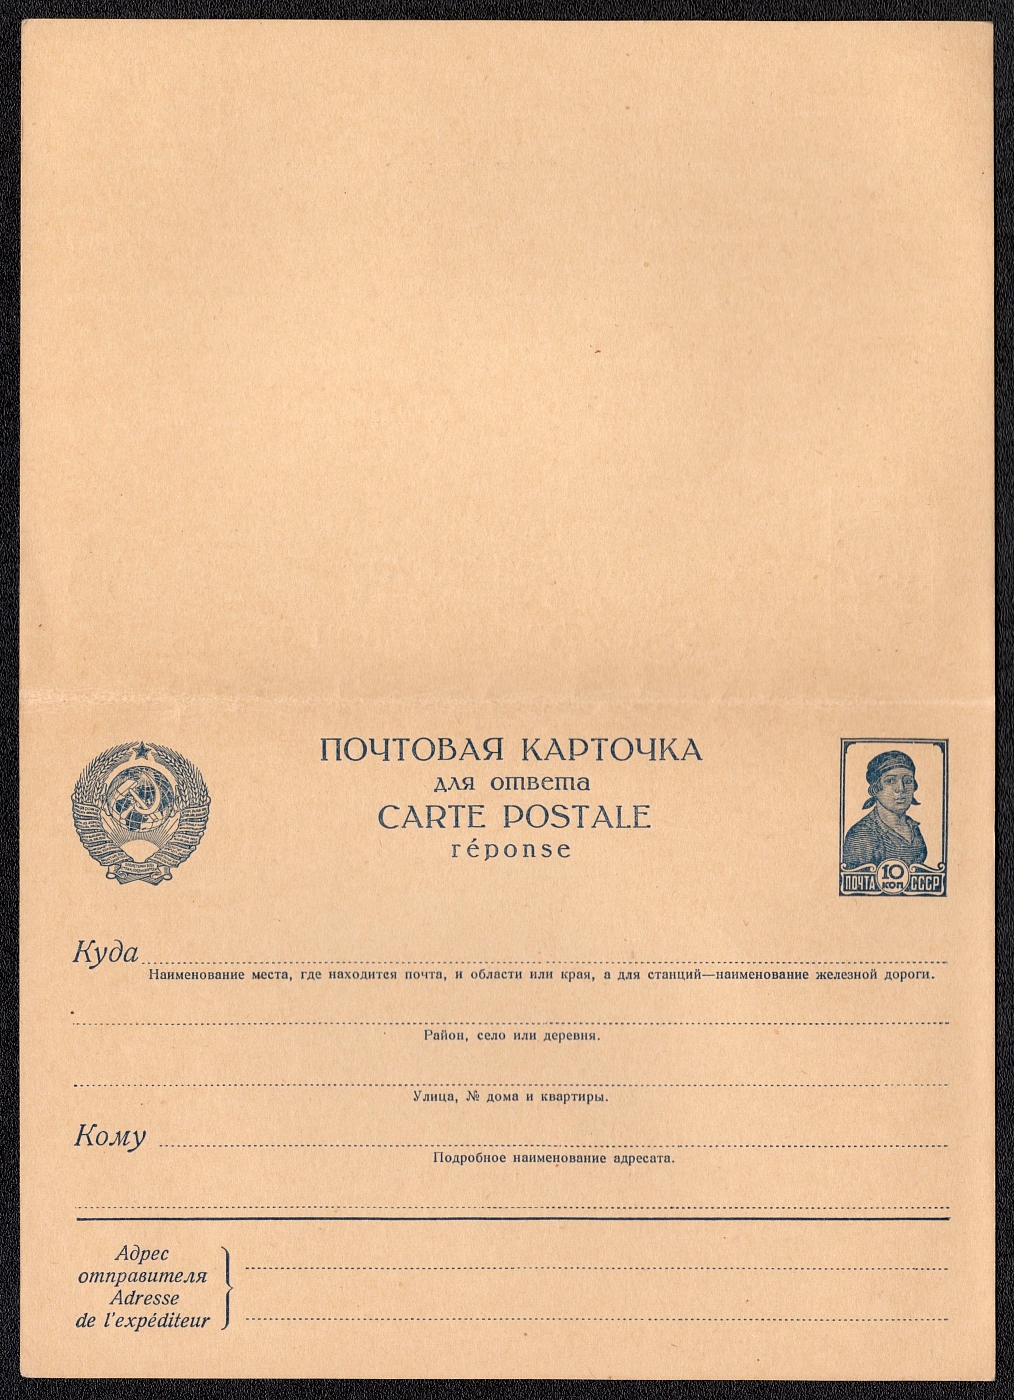 ПОЧТОВАЯ КАРТОЧКА
для ответа
CARTE POSTALE
réponse
ПОЧТА 10 КОП СССР
Куда
Наименование места, где находится почта, и области или края, а для станций—наименование железной дороги.
Район, село или деревня.
Улица, № дома и квартиры.
Кому
Подробное наименование адресата.
Адрес
отправителя
Adresse
de l'expéditeur